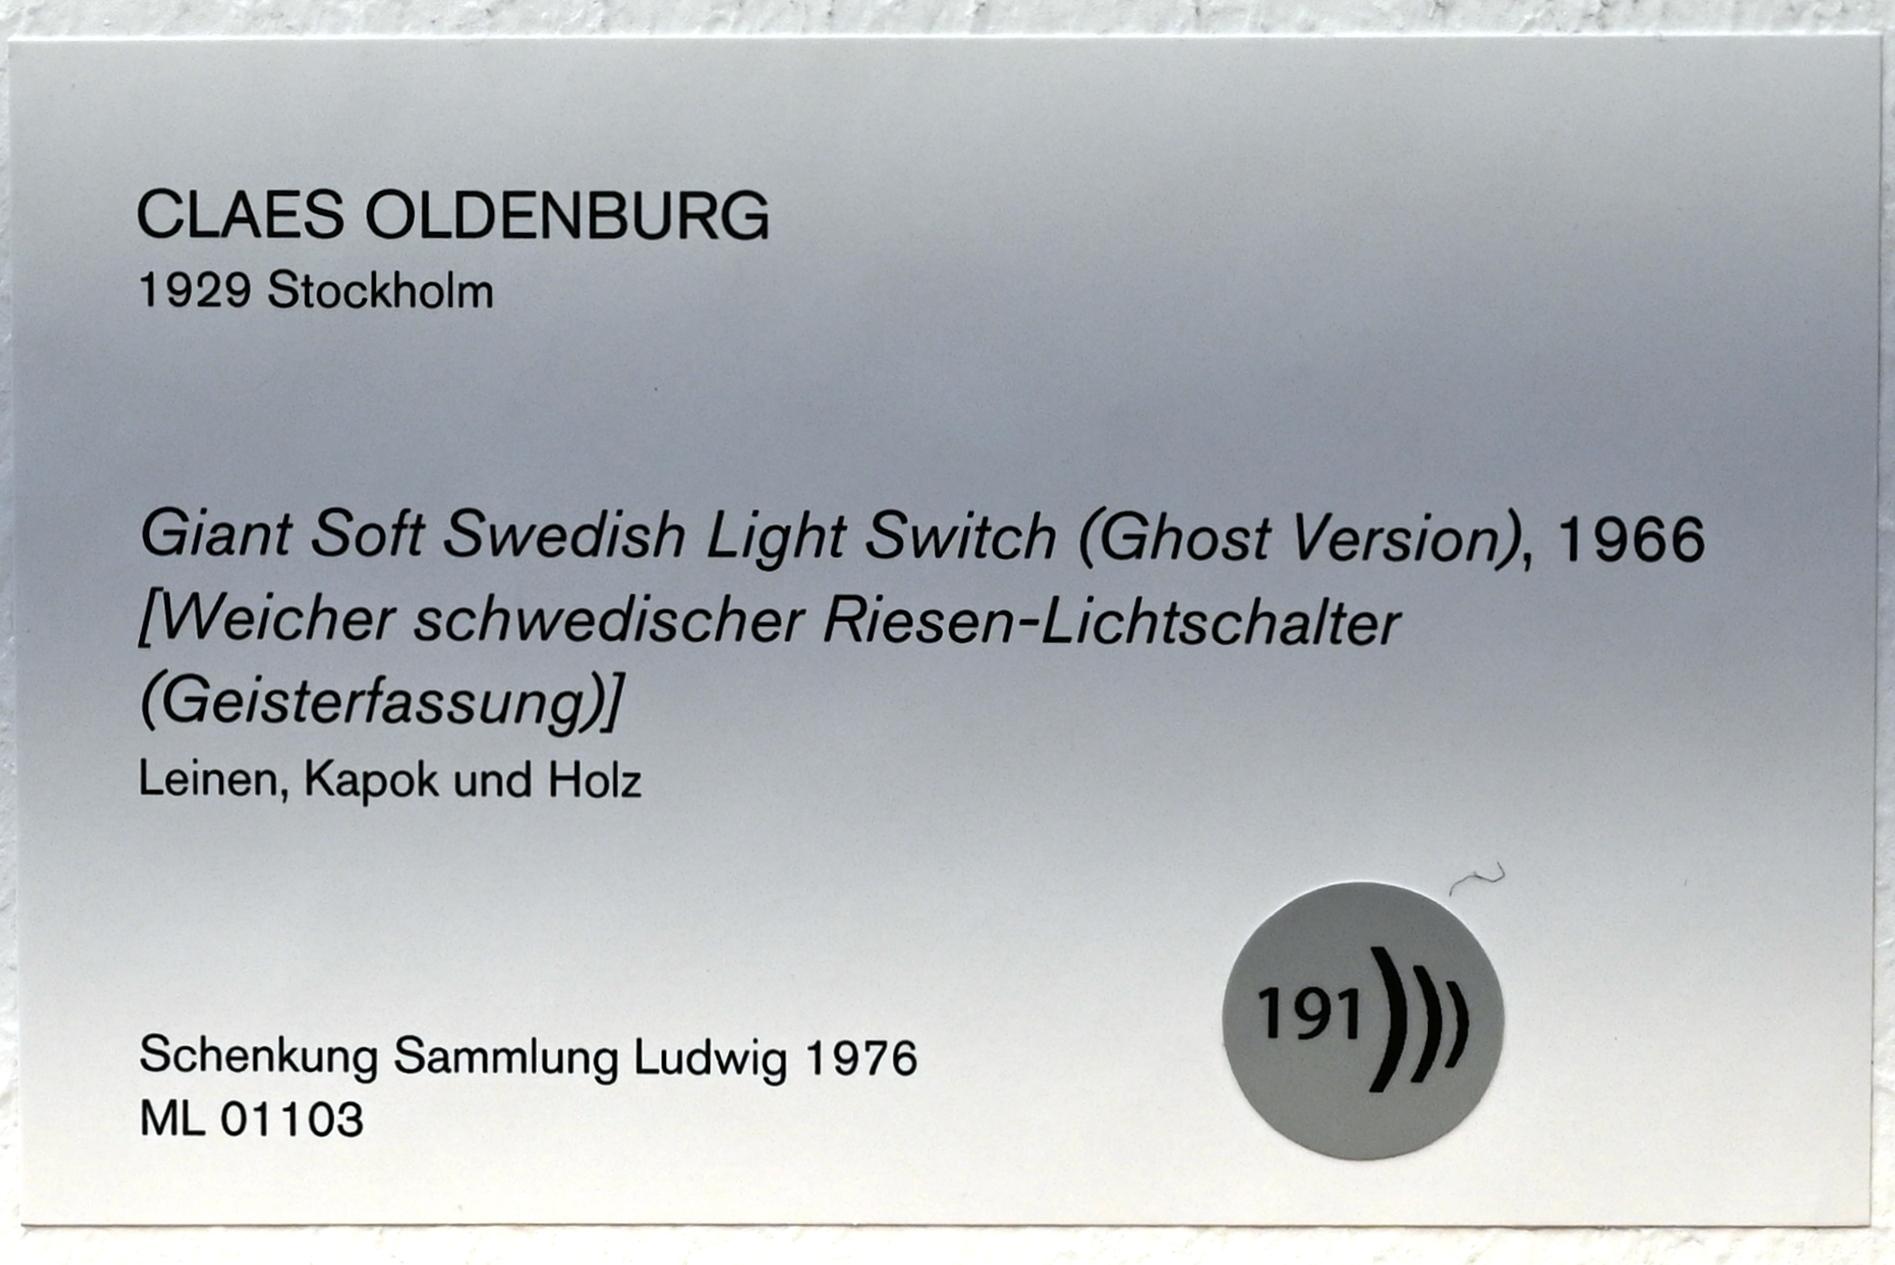 CLAES OLDENBURG
1929 Stockholm
Giant Soft Swedish Light Switch (Ghost Version), 1966
[Weicher schwedischer Riesen-Lichtschalter
(Geisterfassung)]
Leinen, Kapok und Holz
Schenkung Sammlung Ludwig 1976
ML 01103
191